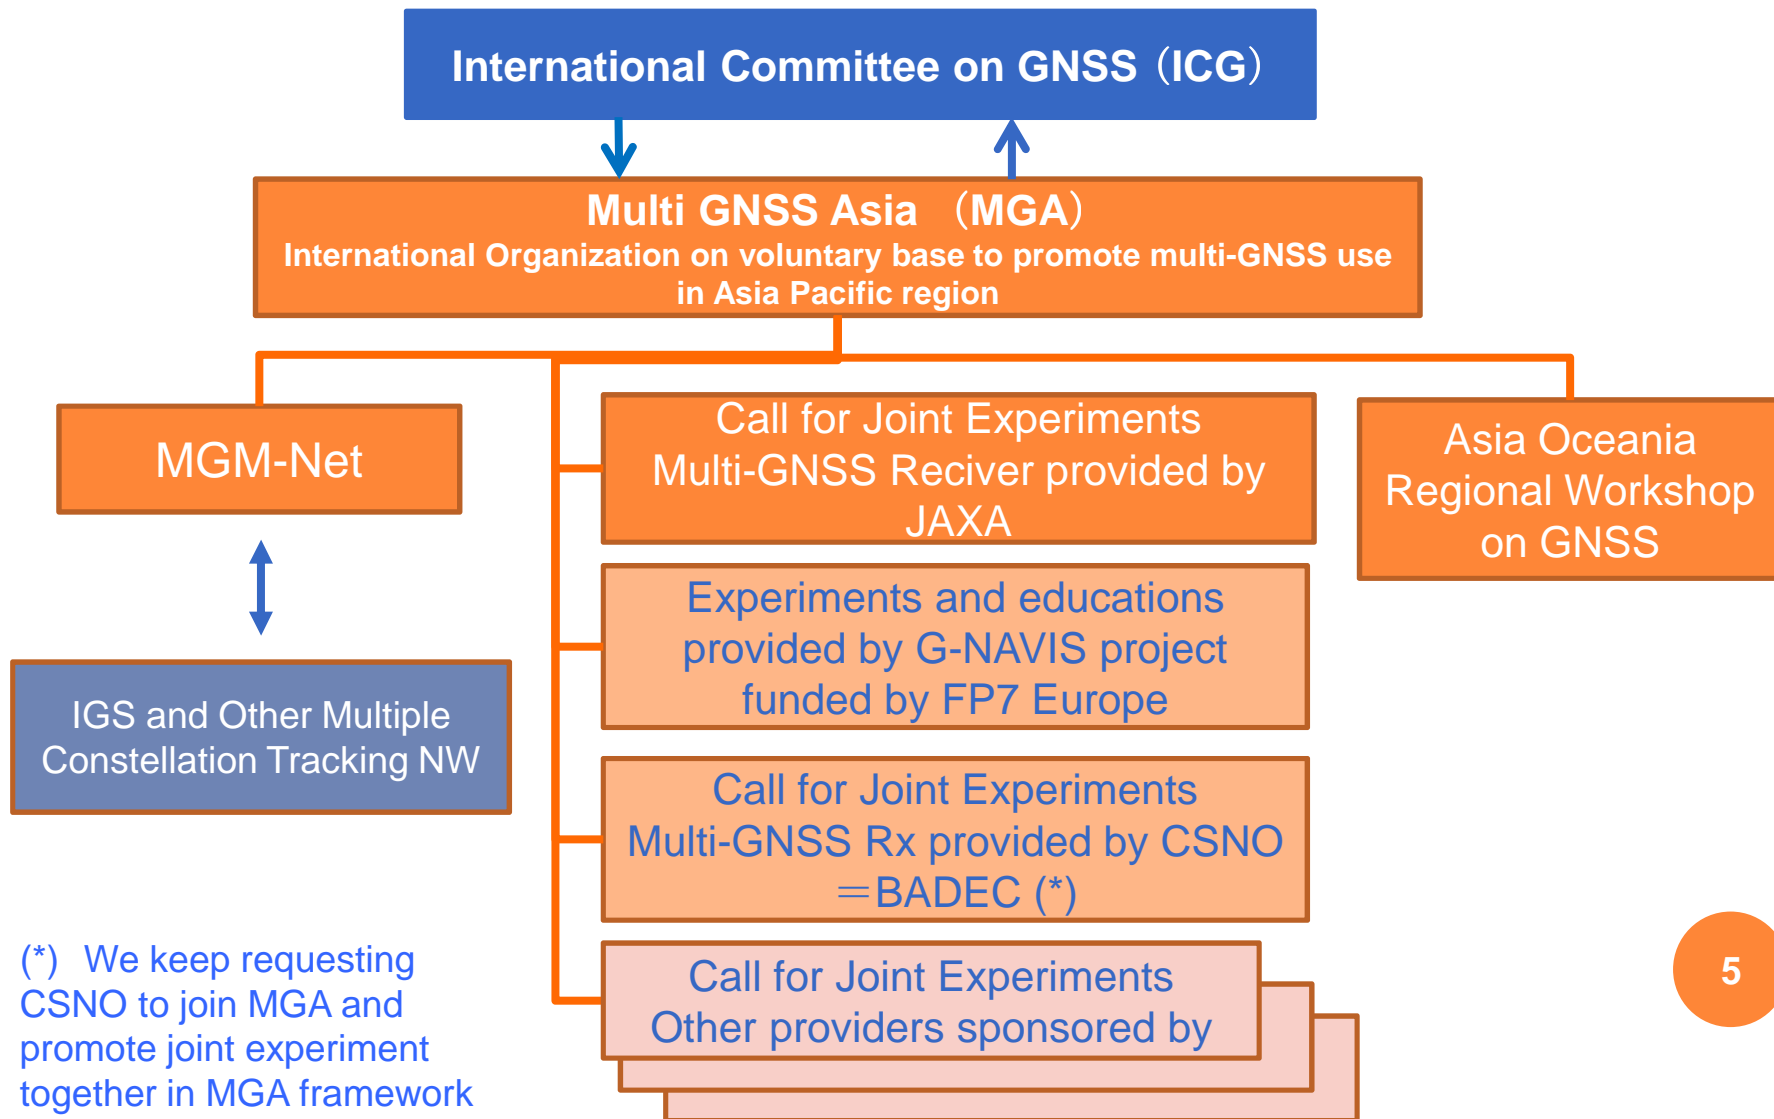 International Committee on GNSS（ICG）
Multi GNSS Asia （MGA）
International Organization on voluntary base to promote multi-GNSS use
in Asia Pacific region
MGM-Net
IGS and Other Multiple
Constellation Tracking NW
Call for Joint Experiments
Multi-GNSS Reciver provided by
JAXA
Experiments and educations
provided by G-NAVIS project
funded by FP7 Europe
Call for Joint Experiments
Multi-GNSS Rx provided by CSNO
＝BADEC (*)
Call for Joint Experiments
Other providers sponsored by
Asia Oceania
Regional Workshop
on GNSS
(*) We keep requesting
CSNO to join MGA and
promote joint experiment
together in MGA framework
5